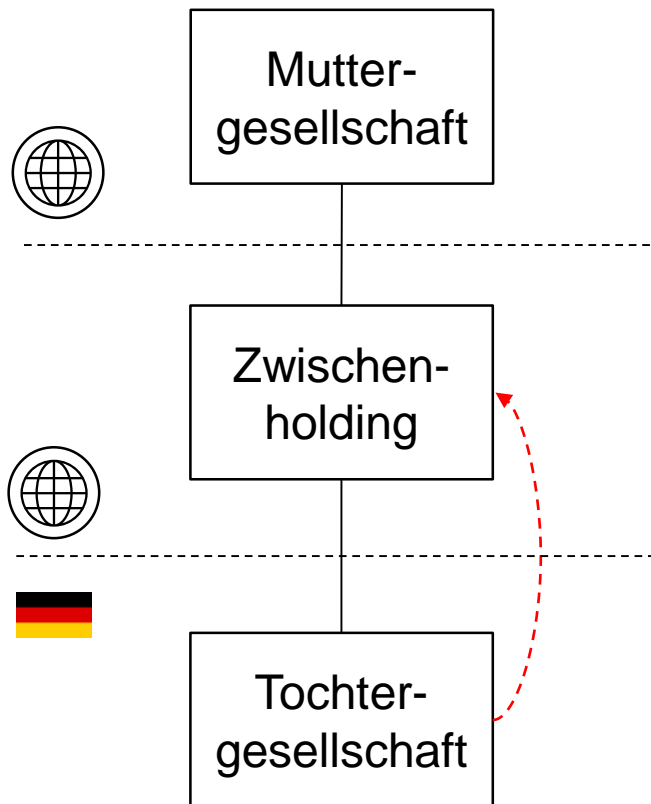 Mutter-
gesellschaft
Zwischen-
holding
Tochter-
gesellschaft